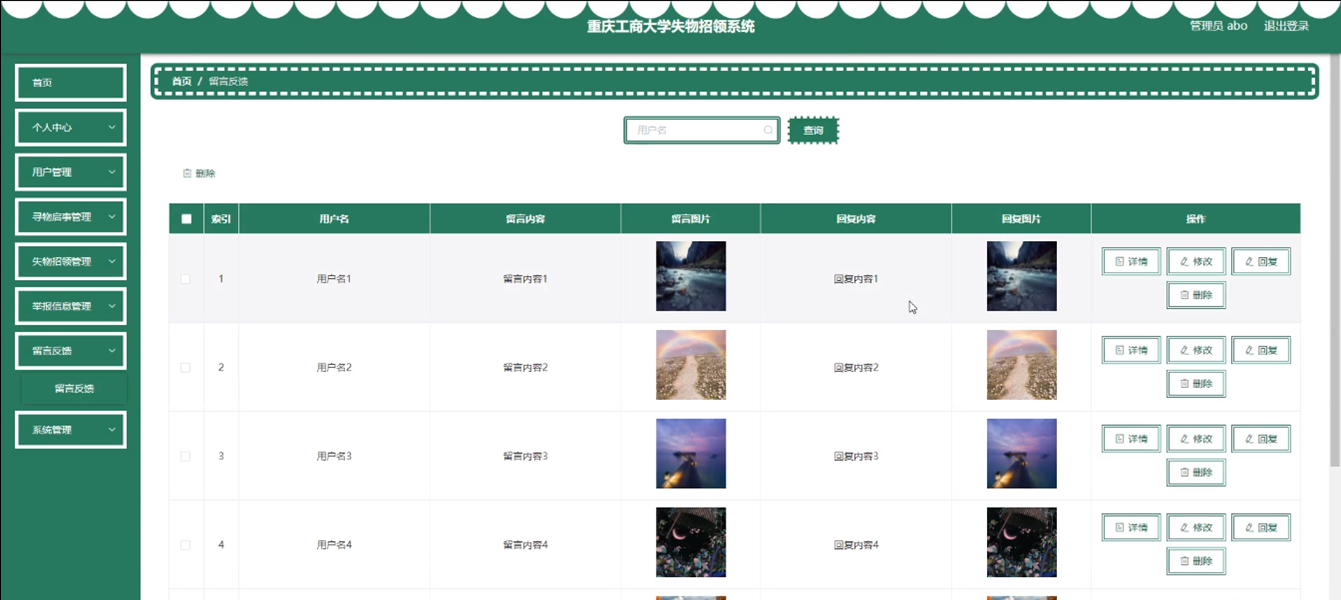 重庆工商大学失物招领系统
管理员 abo 退出登录
首页
个人中心
用户管理
寻物启事管理
失物招领管理
举报信息管理
留言反馈
留言反馈
系统管理
首页 / 留言反馈
用户名 查询
删除
索引 用户名 留言内容 留言图片 回复内容 回复图片 操作
1 用户名1 留言内容1 回复内容1 详情 修改 回复
删除
2 用户名2 留言内容2 回复内容2 详情 修改 回复
删除
3 用户名3 留言内容3 回复内容3 详情 修改 回复
删除
4 用户名4 留言内容4 回复内容4 详情 修改 回复
删除